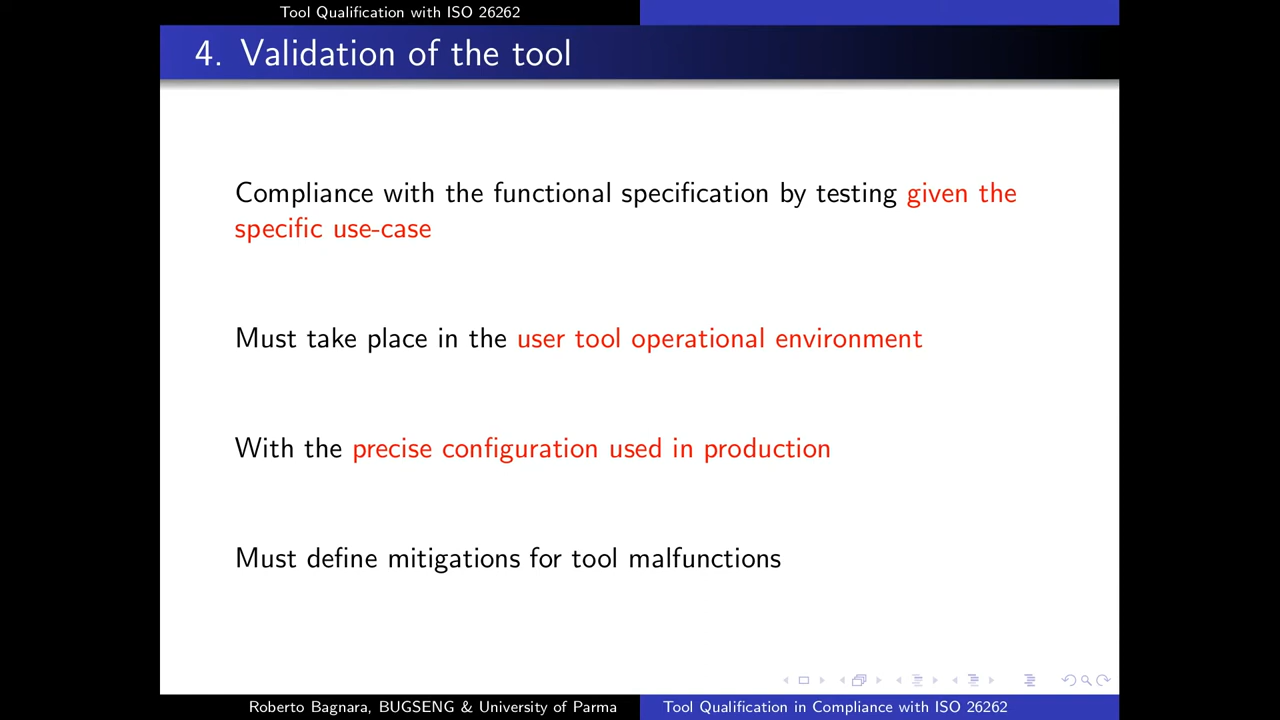 Tool Qualification with ISO 26262
4. Validation of the tool
Compliance with the functional specification by testing given the
specific use-case
Must take place in the user tool operational environment
With the precise configuration used in production
Must define mitigations for tool malfunctions
Roberto Bagnara, BUGSENG & University of Parma
Tool Qualification in Compliance with ISO 26262